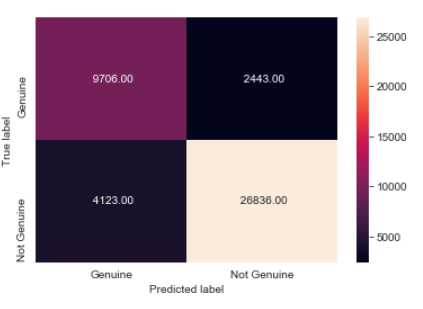 9706.00
2443.00
4123.00
26836.00
Genuine
Not Genuine
True label
Genuine
Not Genuine
Predicted label
25000
20000
15000
10000
5000